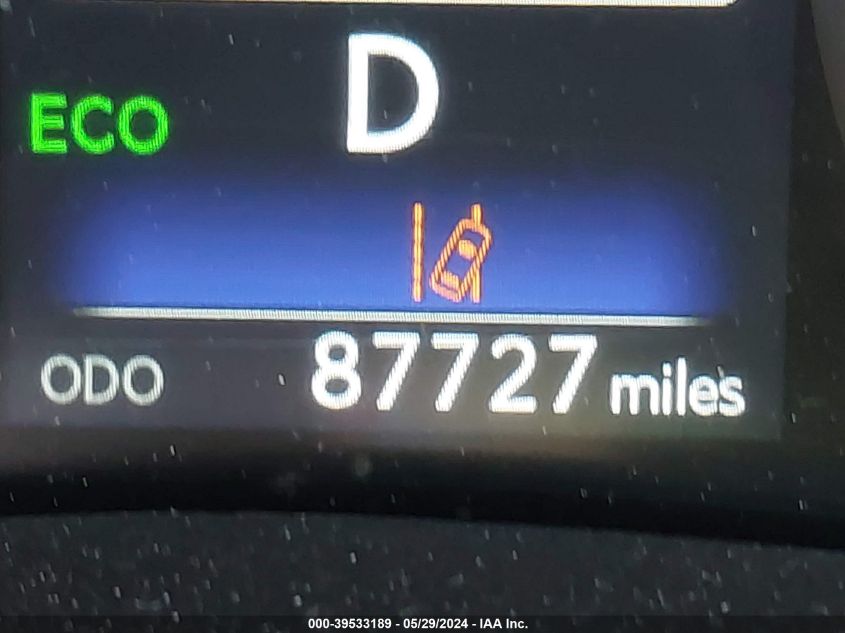 D
ECO
ODO 87727 miles
000-39533189 - 05/29/2024 - IAA Inc.